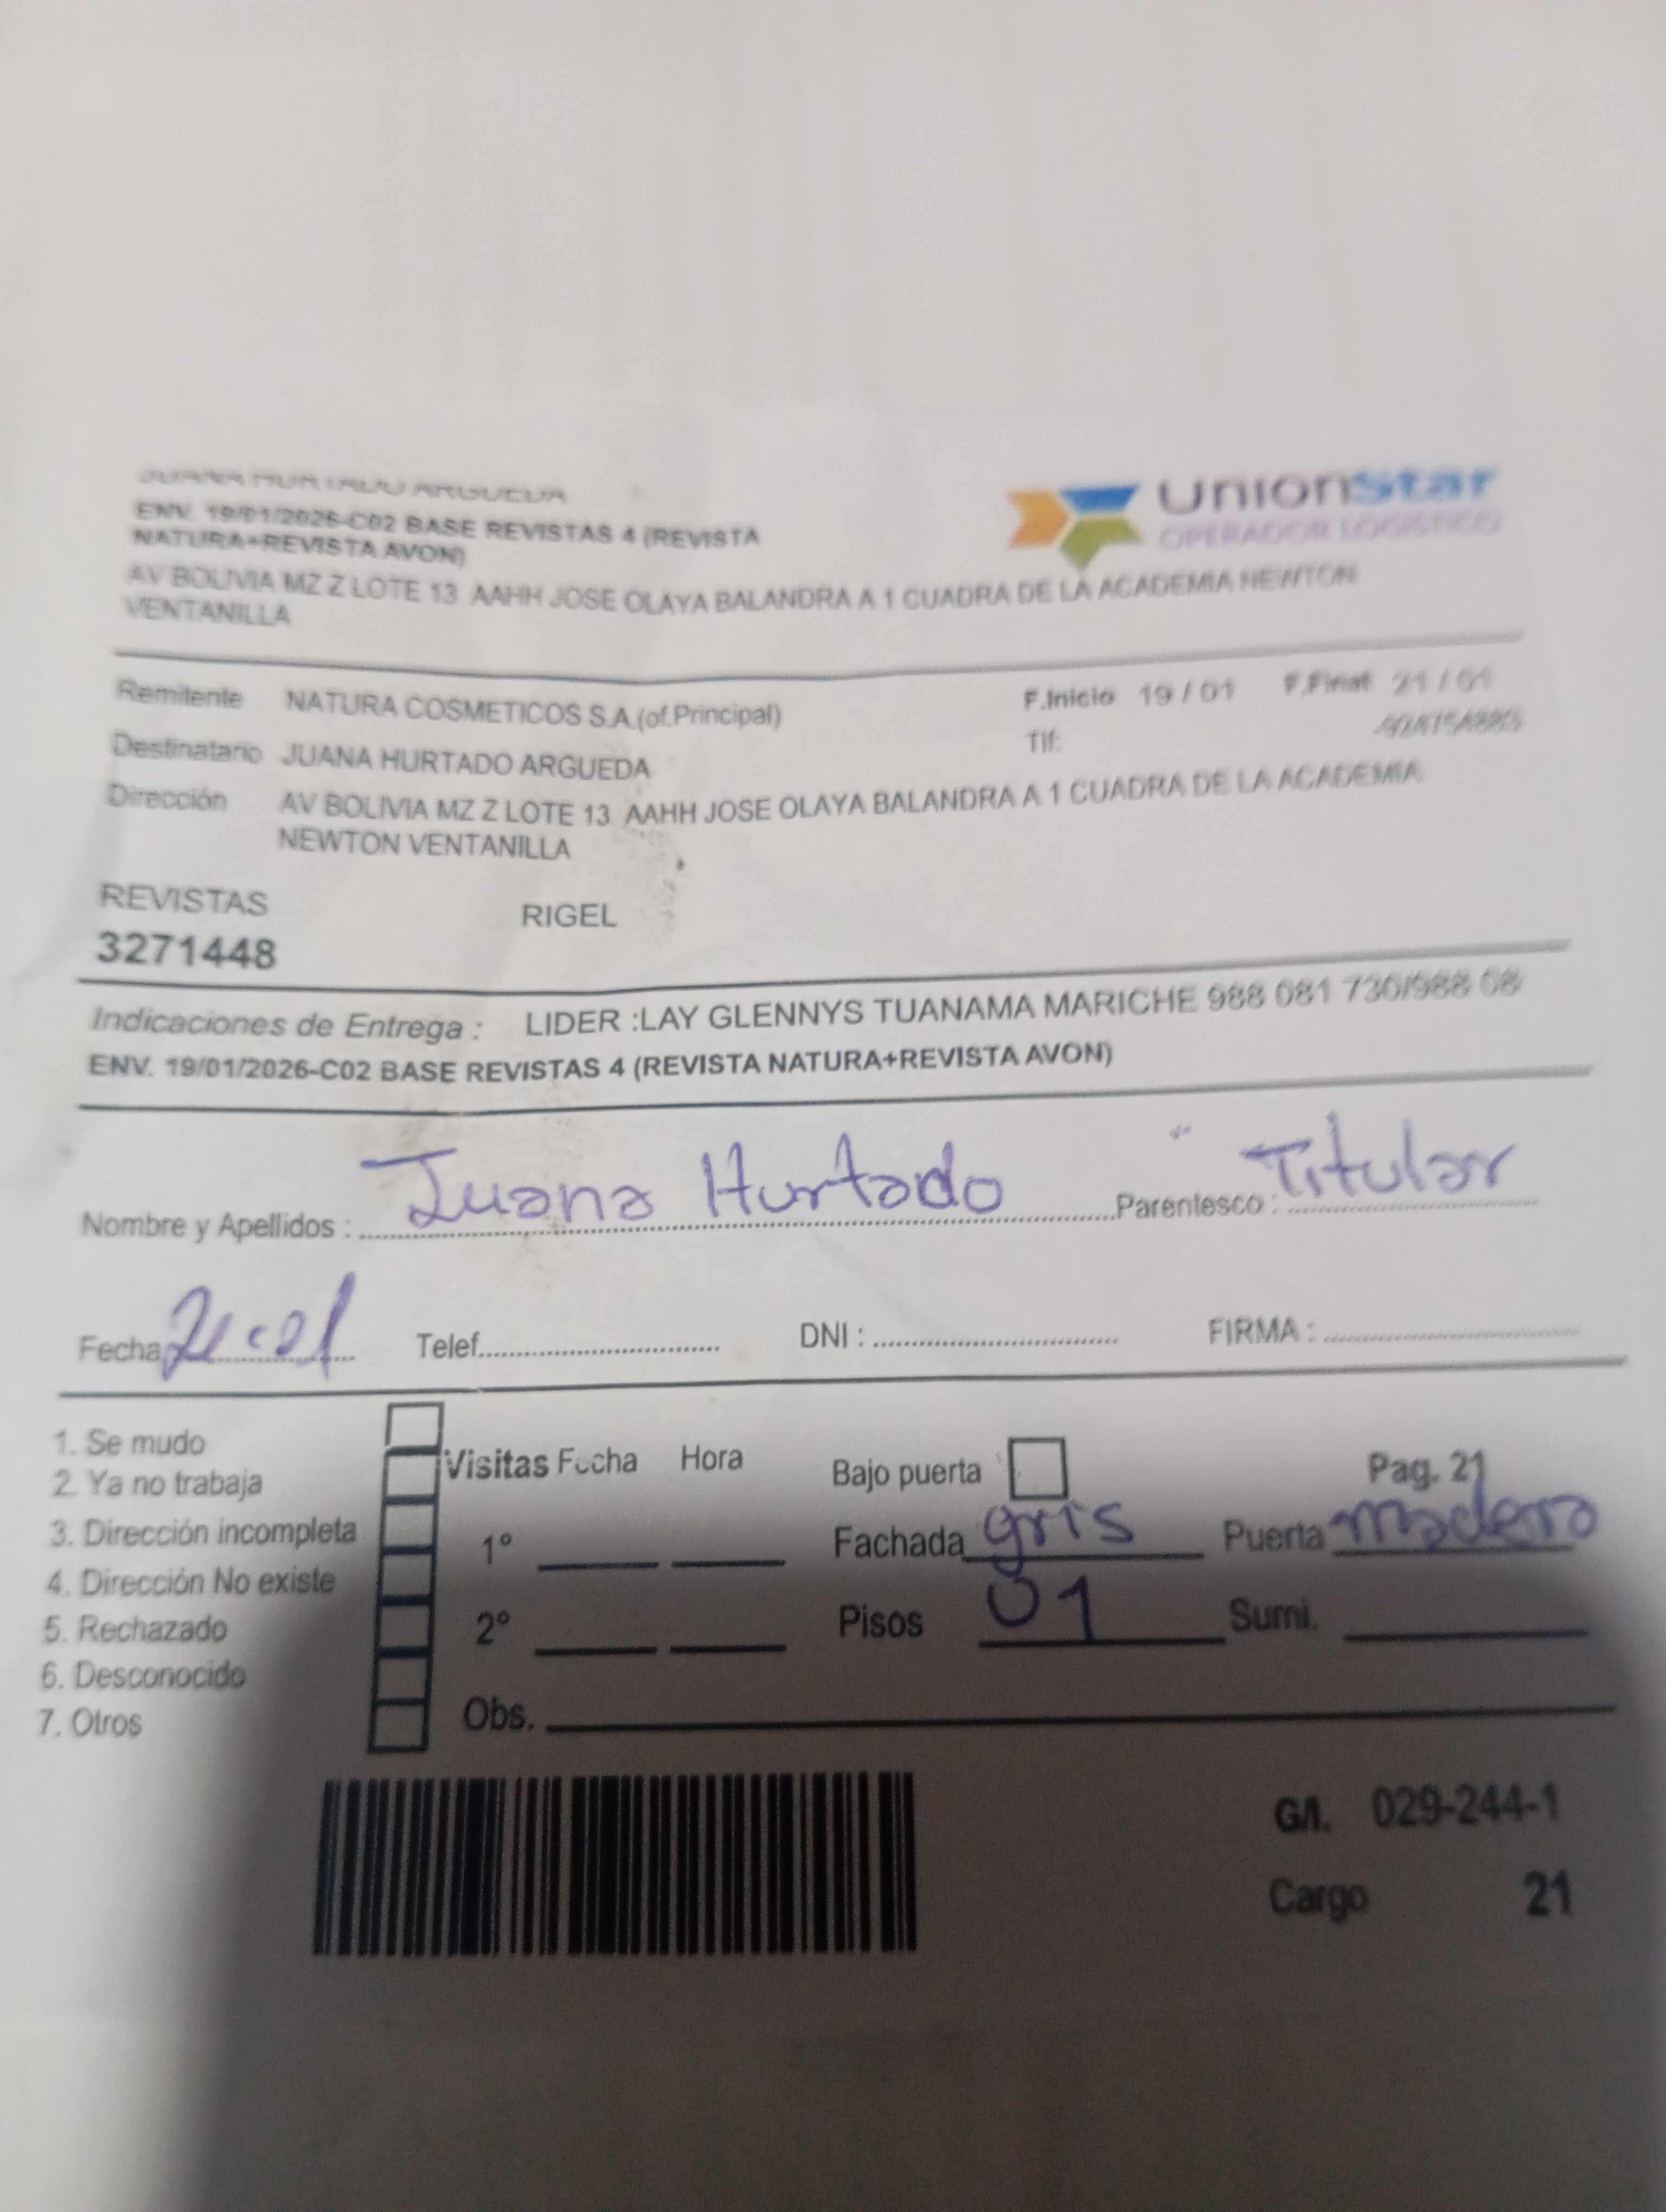 JUANA HURTADO ARGUEDA
UnionStar
OPERADOR LOGISTICO
ENV. 19/01/2026-C02 BASE REVISTAS 4 (REVISTA
NATURA+REVISTA AVON)
AV BOLIVIA MZ Z LOTE 13 AAHH JOSE OLAYA BALANDRA A 1 CUADRA DE LA ACADEMIA NEWTON
VENTANILLA
Remitente NATURA COSMETICOS S.A.(of.Principal) F.Inicio 19 / 01 F.Final 21 / 01
Tlf:
Destinatario JUANA HURTADO ARGUEDA
Dirección AV BOLIVIA MZ Z LOTE 13 AAHH JOSE OLAYA BALANDRA A 1 CUADRA DE LA ACADEMIA
NEWTON VENTANILLA
REVISTAS RIGEL
3271448
Indicaciones de Entrega : LIDER :LAY GLENNYS TUANAMA MARICHE 988 081 730/988 08
ENV. 19/01/2026-C02 BASE REVISTAS 4 (REVISTA NATURA+REVISTA AVON)
Nombre y Apellidos : Juana Hurtado Parentesco : Titular
Fecha 21-01 Telef. DNI : FIRMA :
1. Se mudo
2. Ya no trabaja
3. Dirección incompleta
4. Dirección No existe
5. Rechazado
6. Desconocido
7. Otros
Visitas Fecha Hora Bajo puerta Pag. 21
1° Fachada gris Puerta madera
2° Pisos 01 Sumi.
Obs.
G/I. 029-244-1
Cargo 21